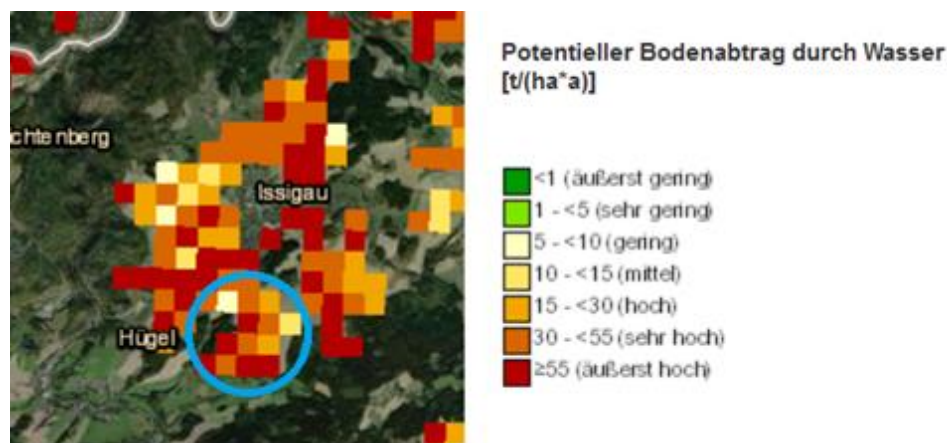 Potentieller Bodenabtrag durch Wasser
[t/(ha*a)]
chtenberg
Issigau
Hügel
<1 (äußerst gering)
1 - <5 (sehr gering)
5 - <10 (gering)
10 - <15 (mittel)
15 - <30 (hoch)
30 - <55 (sehr hoch)
≥55 (äußerst hoch)